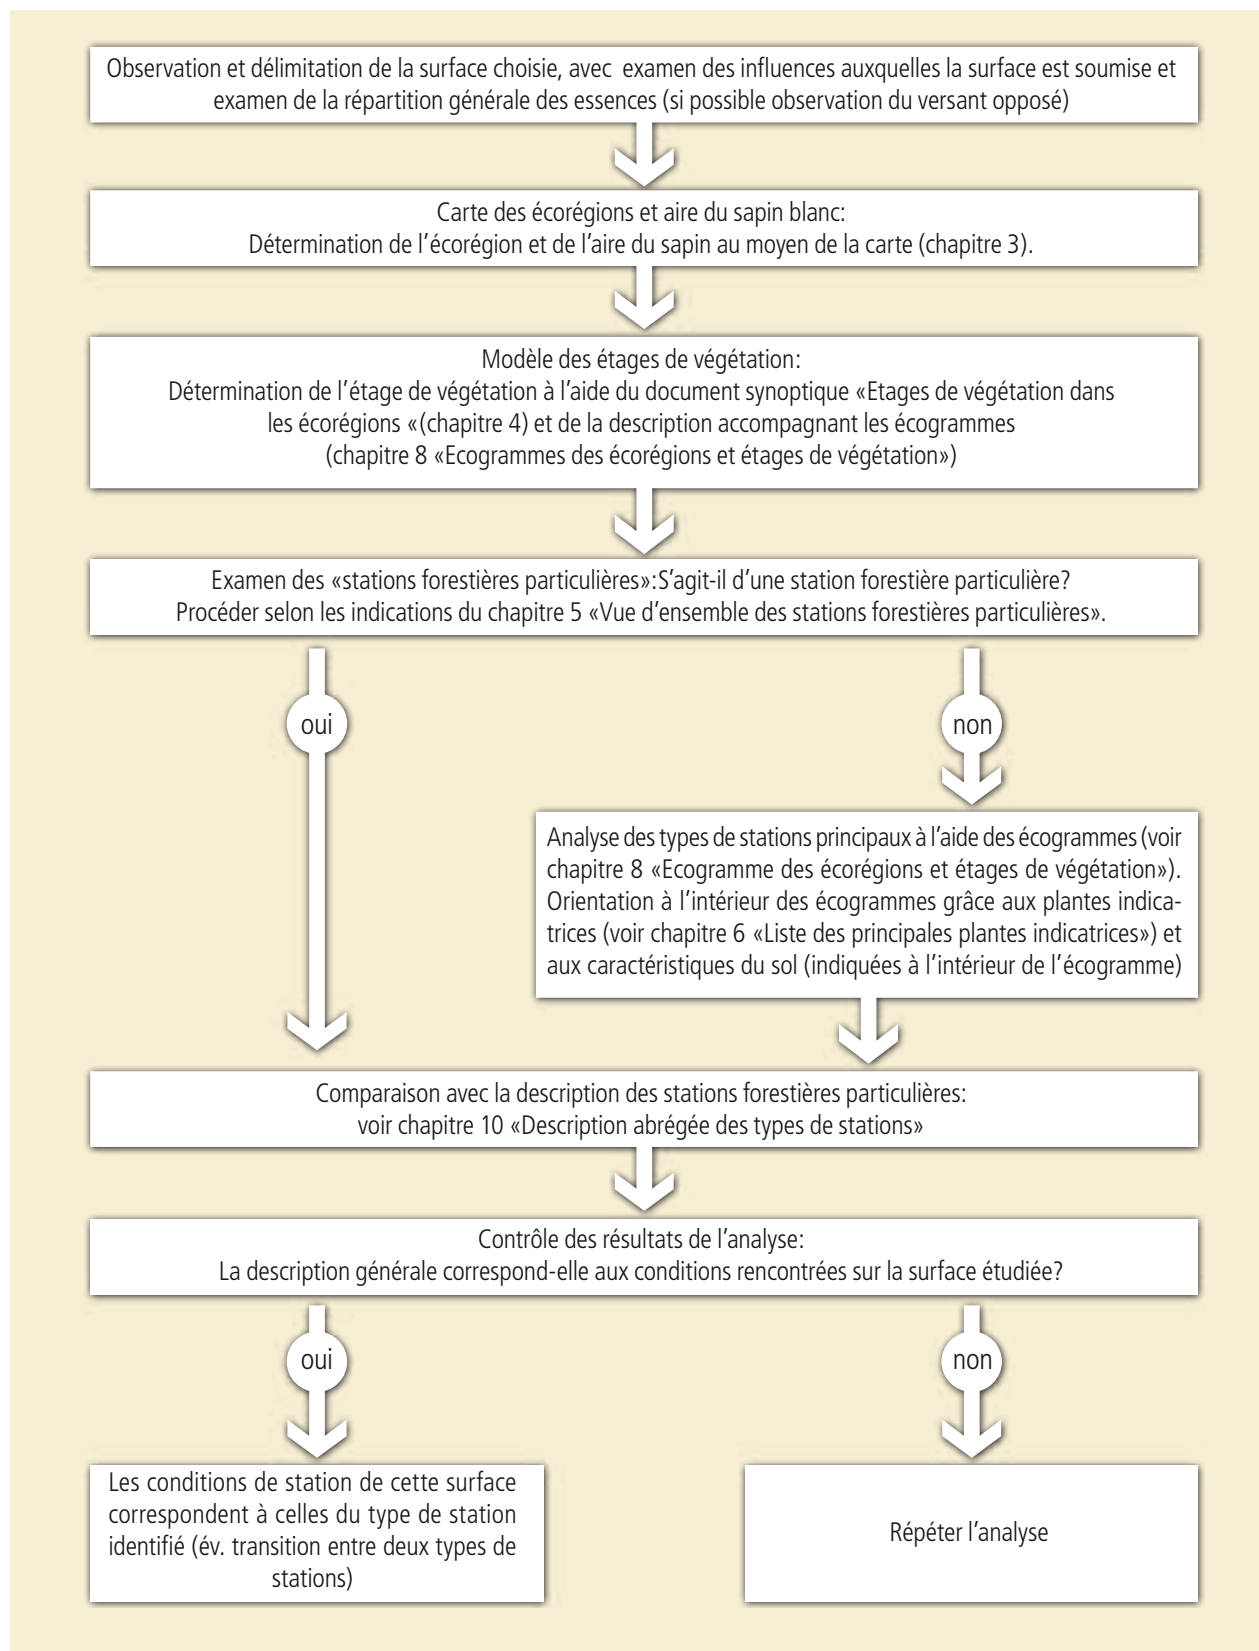 Observation et délimitation de la surface choisie, avec examen des influences auxquelles la surface est soumise et
examen de la répartition générale des essences (si possible observation du versant opposé)
Carte des écorégions et aire du sapin blanc:
Détermination de l'écorégion et de l'aire du sapin au moyen de la carte (chapitre 3).
Modèle des étages de végétation:
Détermination de l'étage de végétation à l'aide du document synoptique «Etages de végétation dans
les écorégions «(chapitre 4) et de la description accompagnant les écogrammes
(chapitre 8 «Ecogrammes des écorégions et étages de végétation»)
Examen des «stations forestières particulières»:S'agit-il d'une station forestière particulière?
Procéder selon les indications du chapitre 5 «Vue d'ensemble des stations forestières particulières».
oui
non
Analyse des types de stations principaux à l'aide des écogrammes (voir
chapitre 8 «Ecogramme des écorégions et étages de végétation»).
Orientation à l'intérieur des écogrammes grâce aux plantes indica-
trices (voir chapitre 6 «Liste des principales plantes indicatrices») et
aux caractéristiques du sol (indiquées à l'intérieur de l'écogramme)
Comparaison avec la description des stations forestières particulières:
voir chapitre 10 «Description abrégée des types de stations»
Contrôle des résultats de l'analyse:
La description générale correspond-elle aux conditions rencontrées sur la surface étudiée?
oui
non
Les conditions de station de cette surface
correspondent à celles du type de station
identifié (év. transition entre deux types de
stations)
Répéter l'analyse